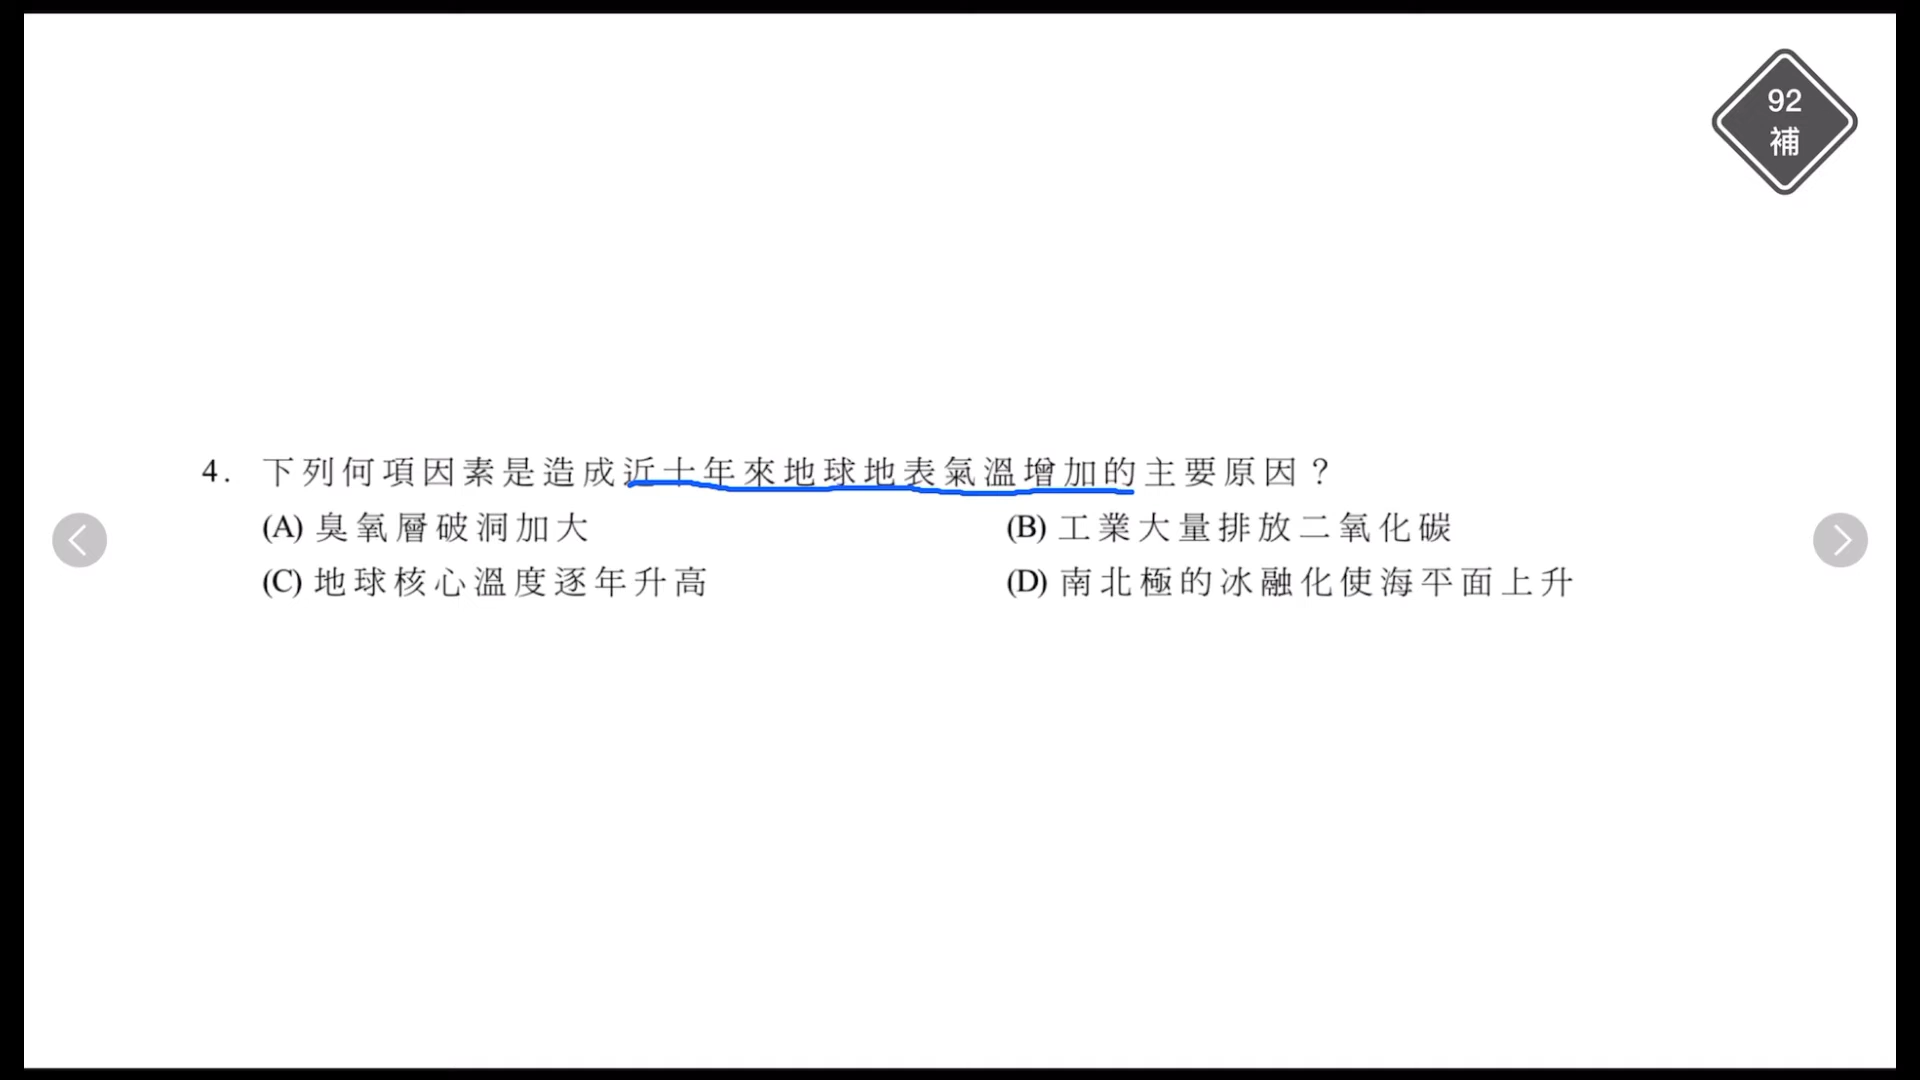 92
補
4. 下列何項因素是造成近十年來地球地表氣溫增加的主要原因？
(A) 臭氧層破洞加大 (B) 工業大量排放二氧化碳
(C) 地球核心溫度逐年升高 (D) 南北極的冰融化使海平面上升